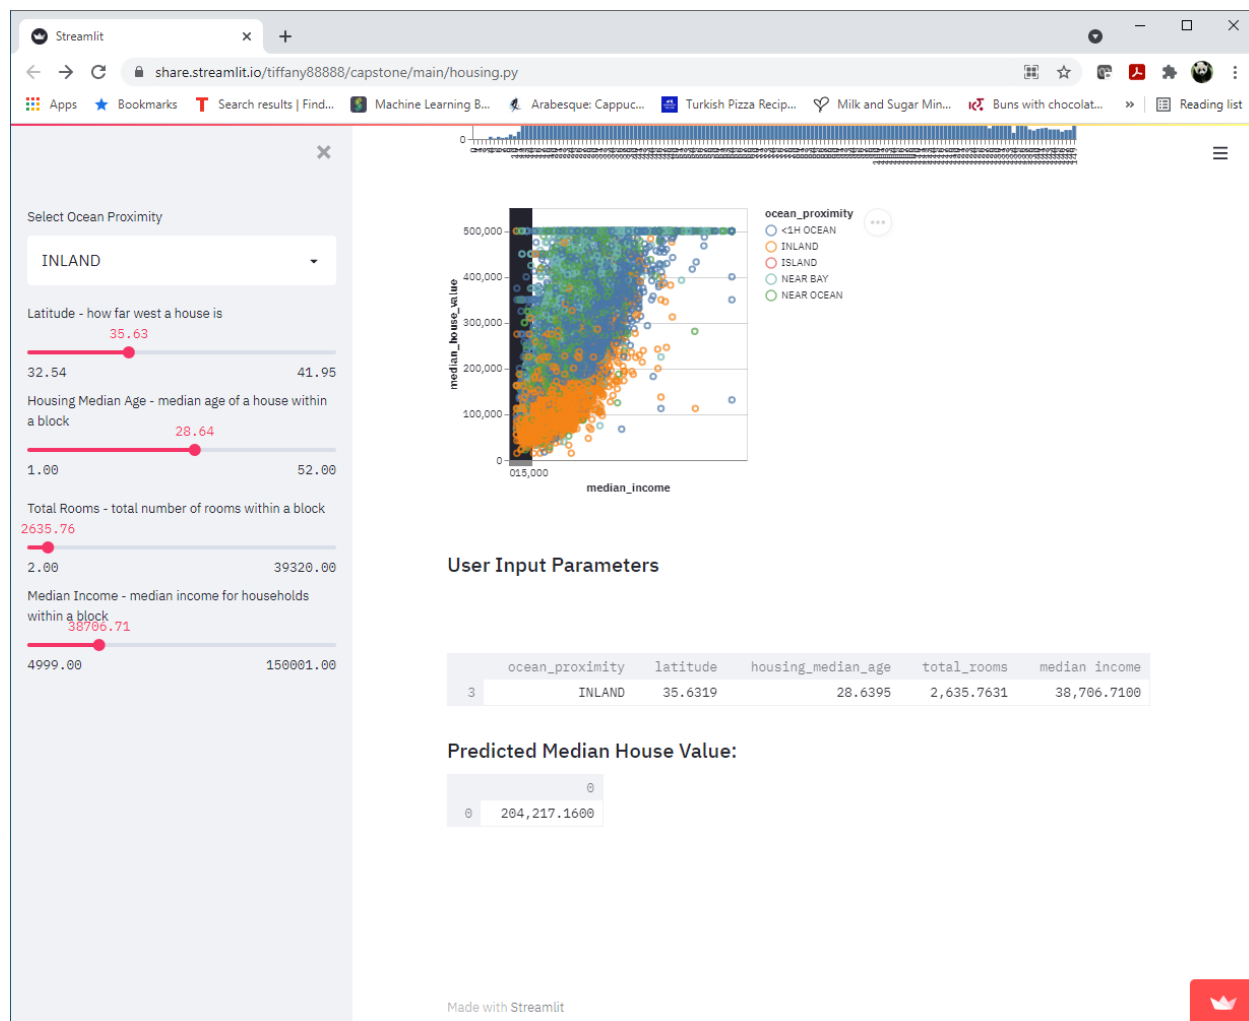 Streamlit
share.streamlit.io/tiffany88888/capstone/main/housing.py
Apps Bookmarks Search results | Find... Machine Learning B... Arabesque: Cappuc... Turkish Pizza Recip... Milk and Sugar Min... Buns with chocolat... » Reading list
Select Ocean Proximity
INLAND
Latitude - how far west a house is
35.63
32.54 41.95
Housing Median Age - median age of a house within
a block
28.64
1.00 52.00
Total Rooms - total number of rooms within a block
2635.76
2.00 39320.00
Median Income - median income for households
within a block
38706.71
4999.00 150001.00
0
median_house_value
500,000
400,000
300,000
200,000
100,000
0
015,000
median_income
ocean_proximity
<1H OCEAN
INLAND
ISLAND
NEAR BAY
NEAR OCEAN
User Input Parameters
ocean_proximity latitude housing_median_age total_rooms median income
3 INLAND 35.6319 28.6395 2,635.7631 38,706.7100
Predicted Median House Value:
0
0 204,217.1600
Made with Streamlit